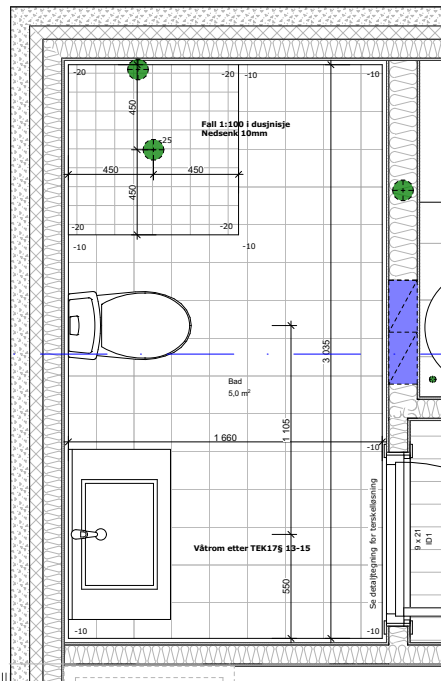 -20
-20
-10
-10
450
Fall 1:100 i dusjnisje
Nedsenk 10mm
-25
450
450
450
-20
-20
-10
-10
3 035
Bad
5,0 m²
1 105
1 660
-10
Se detaljtegning for terskelløsning
9 x 21
ID1
Våtrom etter TEK17§ 13-15
550
-10
-10